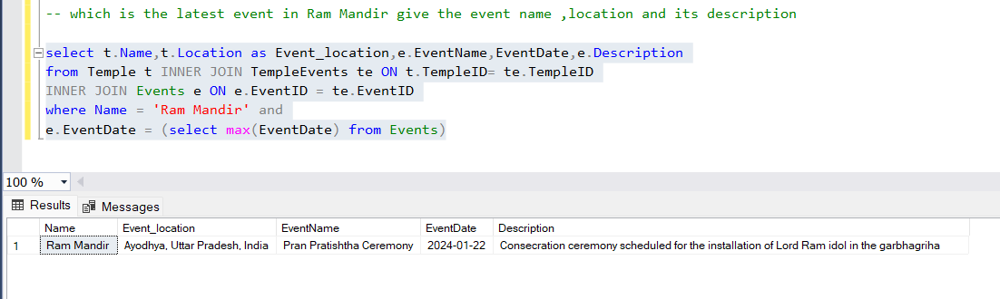 -- which is the latest event in Ram Mandir give the event name ,location and its description
select t.Name,t.Location as Event_location,e.EventName,EventDate,e.Description
from Temple t INNER JOIN TempleEvents te ON t.TempleID= te.TempleID
INNER JOIN Events e ON e.EventID = te.EventID
where Name = 'Ram Mandir' and
e.EventDate = (select max(EventDate) from Events)
100 %
Results Messages
Name Event_location EventName EventDate Description
1 Ram Mandir Ayodhya, Uttar Pradesh, India Pran Pratishtha Ceremony 2024-01-22 Consecration ceremony scheduled for the installation of Lord Ram idol in the garbhagriha